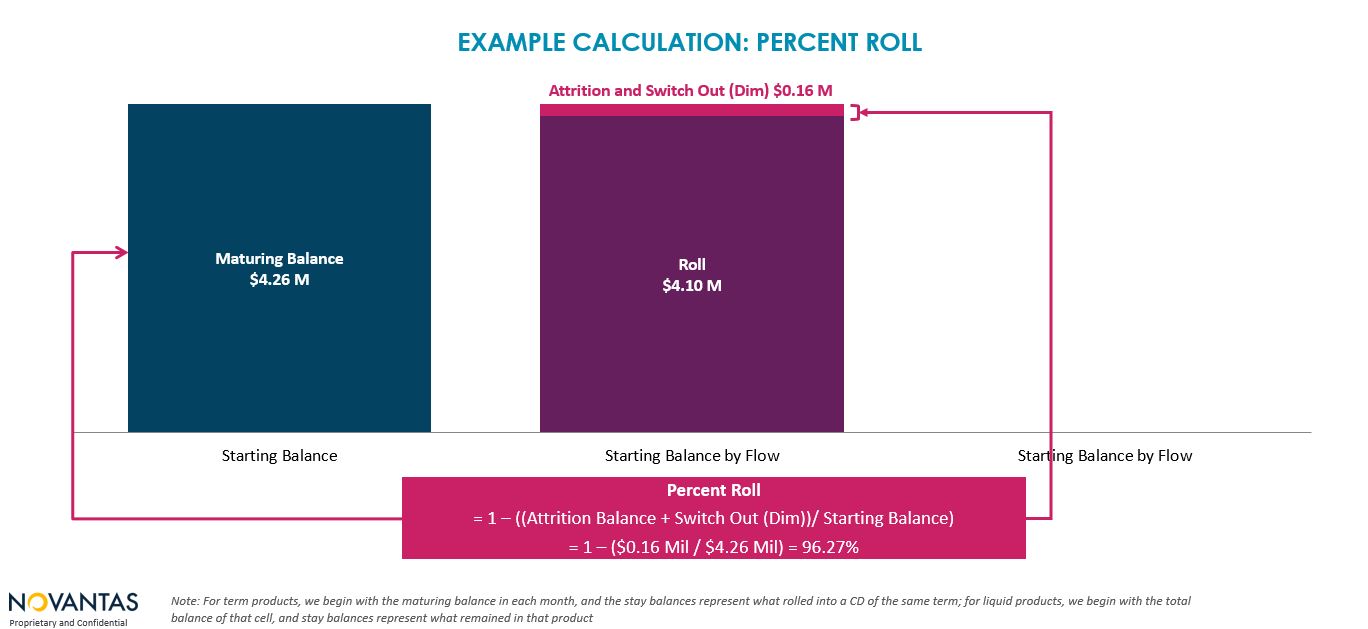 EXAMPLE CALCULATION: PERCENT ROLL
Attrition and Switch Out (Dim) $0.16 M
Maturing Balance
$4.26 M
Roll
$4.10 M
Starting Balance
Starting Balance by Flow
Starting Balance by Flow
Percent Roll
= 1 – ((Attrition Balance + Switch Out (Dim))/ Starting Balance)
= 1 – ($0.16 Mil / $4.26 Mil) = 96.27%
NOVANTAS
Proprietary and Confidential
Note: For term products, we begin with the maturing balance in each month, and the stay balances represent what rolled into a CD of the same term; for liquid products, we begin with the total
balance of that cell, and stay balances represent what remained in that product